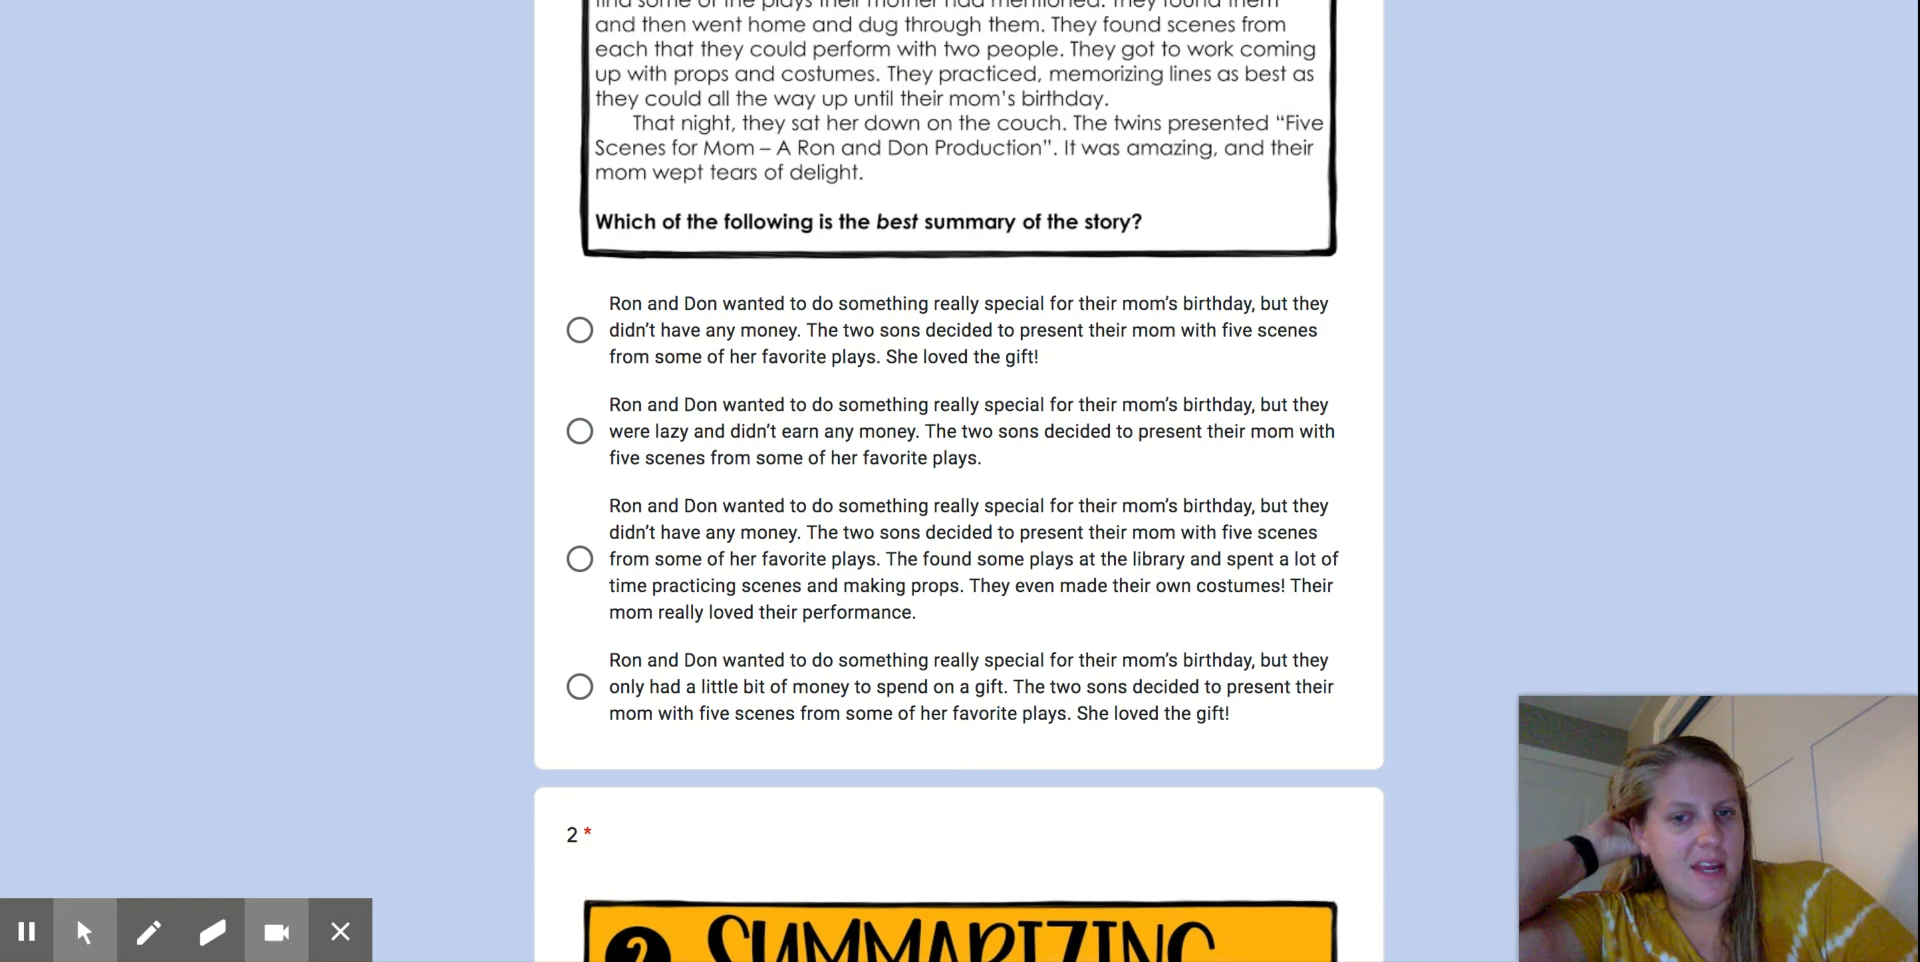 find some of the plays their mother had mentioned. They found them
and then went home and dug through them. They found scenes from
each that they could perform with two people. They got to work coming
up with props and costumes. They practiced, memorizing lines as best as
they could all the way up until their mom's birthday.
That night, they sat her down on the couch. The twins presented “Five
Scenes for Mom – A Ron and Don Production”. It was amazing, and their
mom wept tears of delight.
Which of the following is the best summary of the story?
Ron and Don wanted to do something really special for their mom’s birthday, but they
didn’t have any money. The two sons decided to present their mom with five scenes
from some of her favorite plays. She loved the gift!
Ron and Don wanted to do something really special for their mom’s birthday, but they
were lazy and didn’t earn any money. The two sons decided to present their mom with
five scenes from some of her favorite plays.
Ron and Don wanted to do something really special for their mom’s birthday, but they
didn’t have any money. The two sons decided to present their mom with five scenes
from some of her favorite plays. The found some plays at the library and spent a lot of
time practicing scenes and making props. They even made their own costumes! Their
mom really loved their performance.
Ron and Don wanted to do something really special for their mom’s birthday, but they
only had a little bit of money to spend on a gift. The two sons decided to present their
mom with five scenes from some of her favorite plays. She loved the gift!
2 *
2 SUMMARIZING